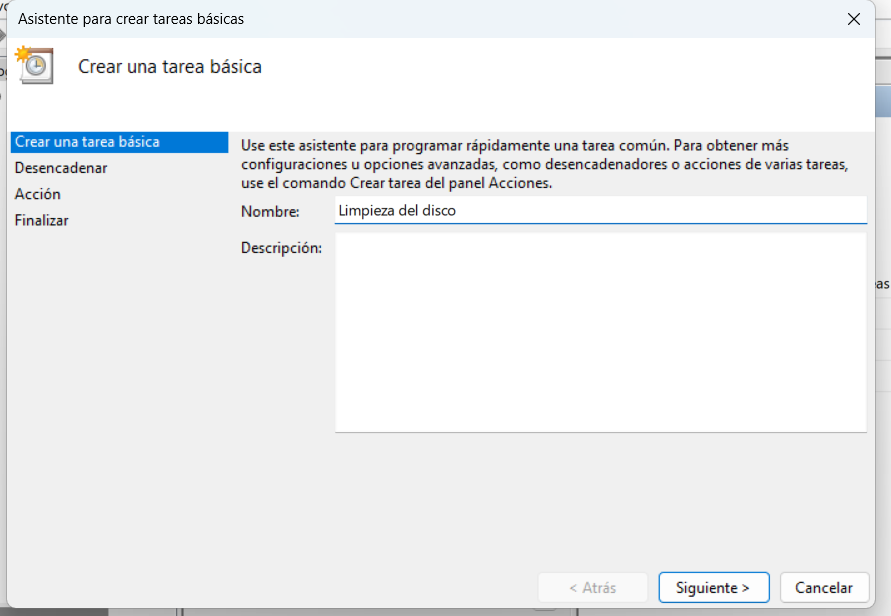 Asistente para crear tareas básicas
Crear una tarea básica
Crear una tarea básica
Desencadenar
Acción
Finalizar
Use este asistente para programar rápidamente una tarea común. Para obtener más
configuraciones u opciones avanzadas, como desencadenadores o acciones de varias tareas,
use el comando Crear tarea del panel Acciones.
Nombre:
Limpieza del disco
Descripción:
< Atrás
Siguiente >
Cancelar